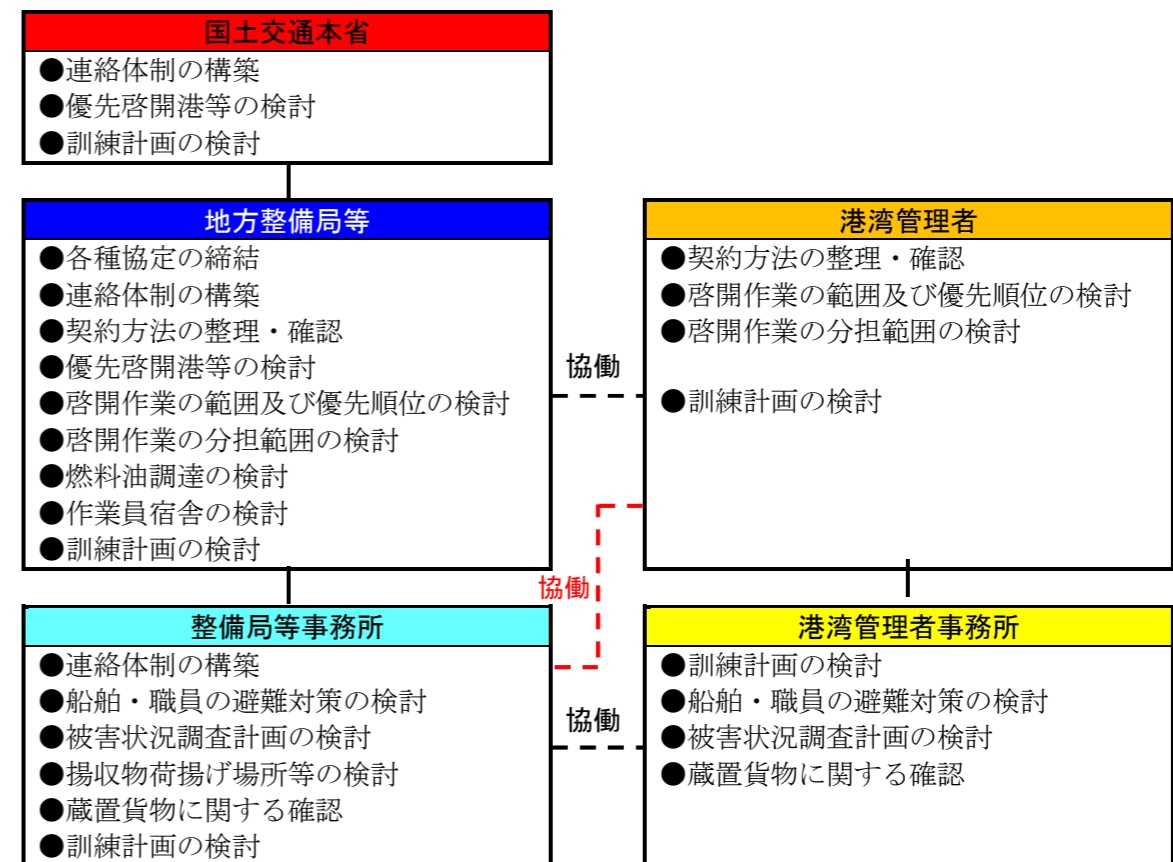 国土交通本省
●連絡体制の構築
●優先啓開港等の検討
●訓練計画の検討
地方整備局等
●各種協定の締結
●連絡体制の構築
●契約方法の整理・確認
●優先啓開港等の検討
●啓開作業の範囲及び優先順位の検討
●啓開作業の分担範囲の検討
●燃料油調達の検討
●作業員宿舎の検討
●訓練計画の検討
協働
港湾管理者
●契約方法の整理・確認
●啓開作業の範囲及び優先順位の検討
●啓開作業の分担範囲の検討
●訓練計画の検討
協働
整備局等事務所
●連絡体制の構築
●船舶・職員の避難対策の検討
●被害状況調査計画の検討
●揚収物荷揚げ場所等の検討
●蔵置貨物に関する確認
●訓練計画の検討
協働
港湾管理者事務所
●訓練計画の検討
●船舶・職員の避難対策の検討
●被害状況調査計画の検討
●蔵置貨物に関する確認